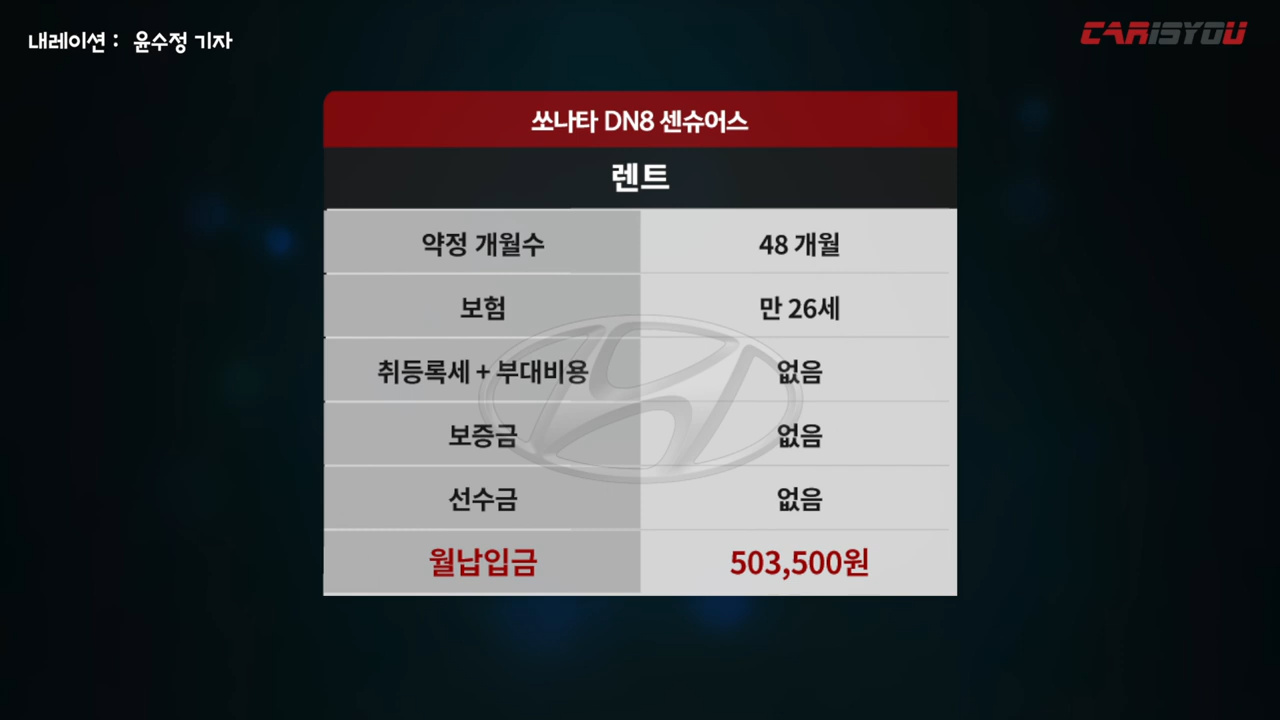 내레이션 : 윤수정 기자
CARISYOU
쏘나타 DN8 센슈어스
렌트
약정 개월수 48 개월
보험 만 26세
취등록세 + 부대비용 없음
보증금 없음
선수금 없음
월납입금 503,500원